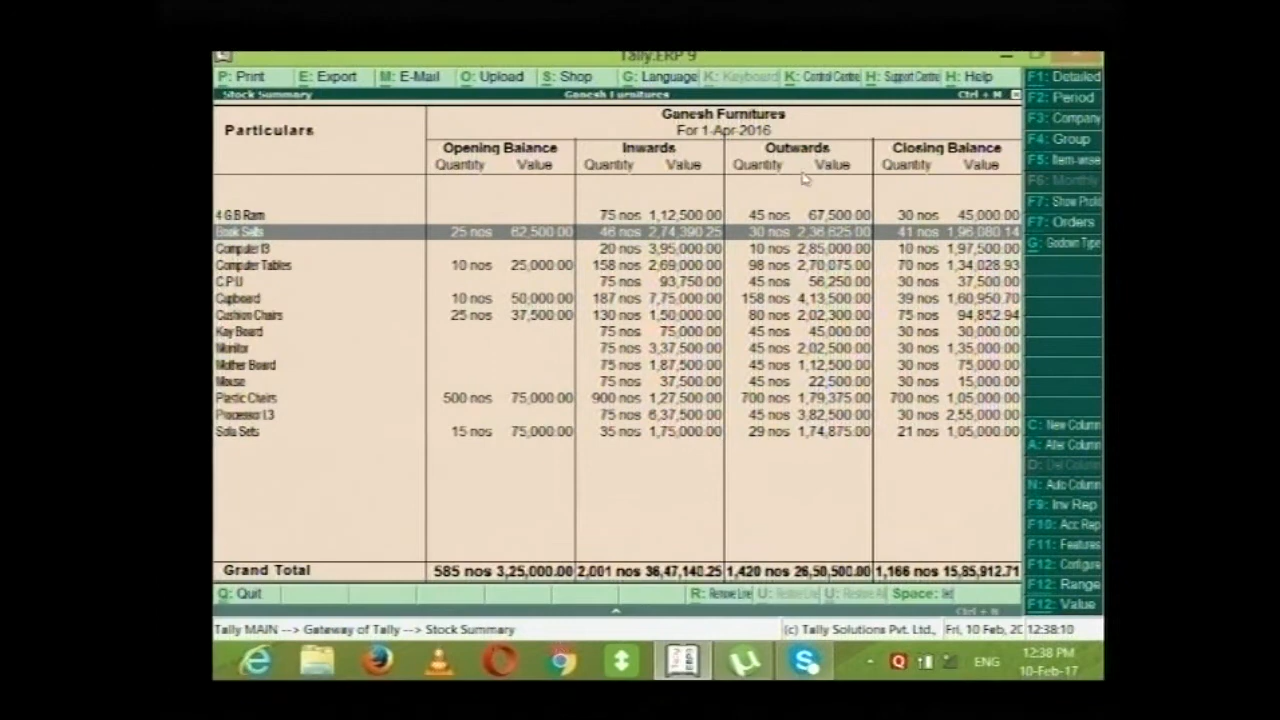 Tally.ERP 9
P: Print E: Export M: E-Mail O: Upload S: Shop G: Language K: Keyboard K: Control Centre H: Support Centre H: Help
Stock Summary Ganesh Furnitures Ctrl + M
Particulars
Ganesh Furnitures
For 1-Apr-2016
Opening Balance Inwards Outwards Closing Balance
Quantity Value Quantity Value Quantity Value Quantity Value
4 G.B Ram 75 nos 1,12,500.00 45 nos 67,500.00 30 nos 45,000.00
Book Sells 25 nos 62,500.00 46 nos 2,74,390.25 30 nos 2,36,625.00 41 nos 1,96,080.14
Computer I3 20 nos 3,95,000.00 10 nos 2,85,000.00 10 nos 1,97,500.00
Computer Tables 10 nos 25,000.00 158 nos 2,69,000.00 98 nos 2,70,075.00 70 nos 1,34,028.93
C.P.U 75 nos 93,750.00 45 nos 56,250.00 30 nos 37,500.00
Cupboard 10 nos 50,000.00 187 nos 7,75,000.00 158 nos 4,13,500.00 39 nos 1,60,950.70
Cushion Chairs 25 nos 37,500.00 130 nos 1,50,000.00 80 nos 2,02,300.00 75 nos 94,852.94
Key Board 75 nos 75,000.00 45 nos 45,000.00 30 nos 30,000.00
Monitor 75 nos 3,37,500.00 45 nos 2,02,500.00 30 nos 1,35,000.00
Mother Board 75 nos 1,87,500.00 45 nos 1,12,500.00 30 nos 75,000.00
Mouse 75 nos 37,500.00 45 nos 22,500.00 30 nos 15,000.00
Plastic Chairs 500 nos 75,000.00 900 nos 1,27,500.00 700 nos 1,79,375.00 700 nos 1,05,000.00
Processor I.3 75 nos 6,37,500.00 45 nos 3,82,500.00 30 nos 2,55,000.00
Sofa Sets 15 nos 75,000.00 35 nos 1,75,000.00 29 nos 1,74,875.00 21 nos 1,05,000.00
Grand Total 585 nos 3,25,000.00 2,001 nos 36,47,140.25 1,420 nos 26,50,500.00 1,166 nos 15,85,912.71
Q: Quit R: Remove Line U: Restore Line U: Restore All Space:
Ctrl + N
Tally MAIN --> Gateway of Tally --> Stock Summary (c) Tally Solutions Pvt. Ltd., Fri, 10 Feb, 20 12:38:10
F1: Detailed
F2: Period
F3: Company
F4: Group
F5: Item-wise
F6: Monthly
F7: Show Profit
F7: Orders
G: Godown Type
C: New Column
A: Alter Column
D: Del Column
N: Auto Column
F9: Inv Rep
F10: Acc Rep
F11: Features
F12: Configure
F12: Range
F12: Value
ENG
12:38 PM
10-Feb-17